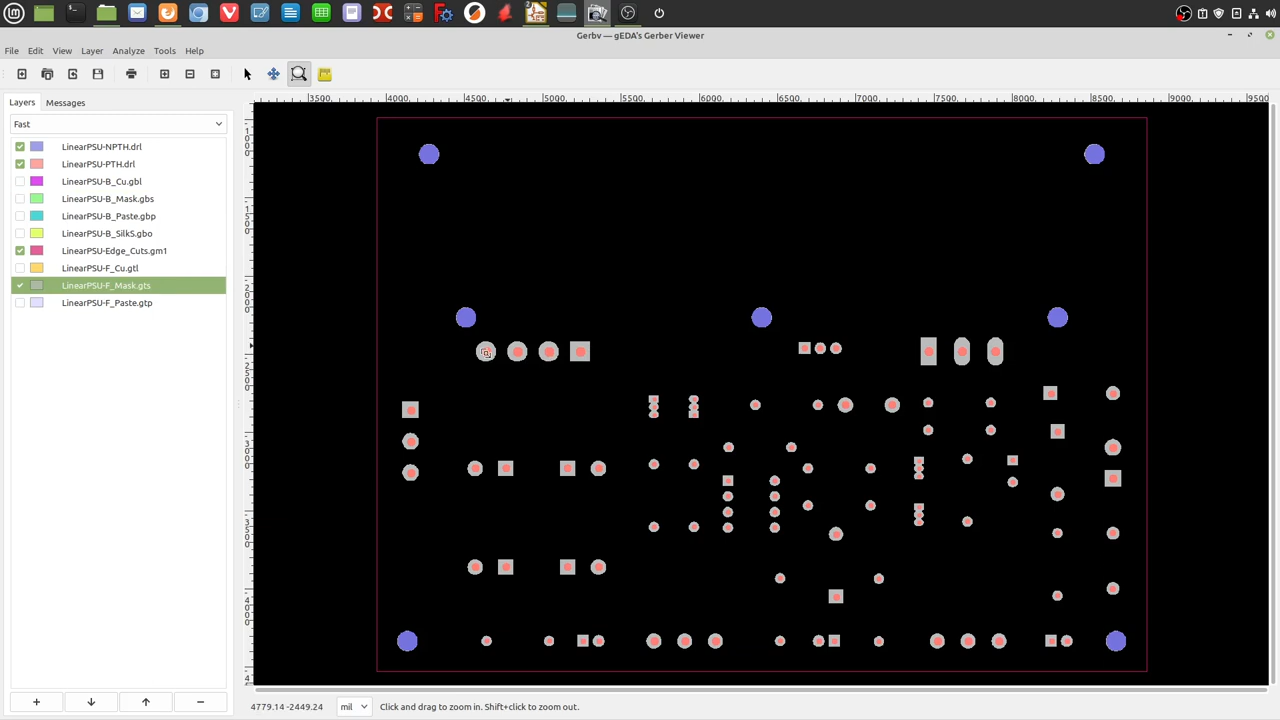 Gerbv — gEDA's Gerber Viewer
File Edit View Layer Analyze Tools Help
Layers Messages
Fast
LinearPSU-NPTH.drl
LinearPSU-PTH.drl
LinearPSU-B_Cu.gbl
LinearPSU-B_Mask.gbs
LinearPSU-B_Paste.gbp
LinearPSU-B_SilkS.gbo
LinearPSU-Edge_Cuts.gm1
LinearPSU-F_Cu.gtl
LinearPSU-F_Mask.gts
LinearPSU-F_Paste.gtp
3500. 4000. 4500. 5000. 5500. 6000. 6500. 7000. 7500. 8000. 8500. 9000. 9500
4779.14 -2449.24 mil Click and drag to zoom in. Shift+click to zoom out.